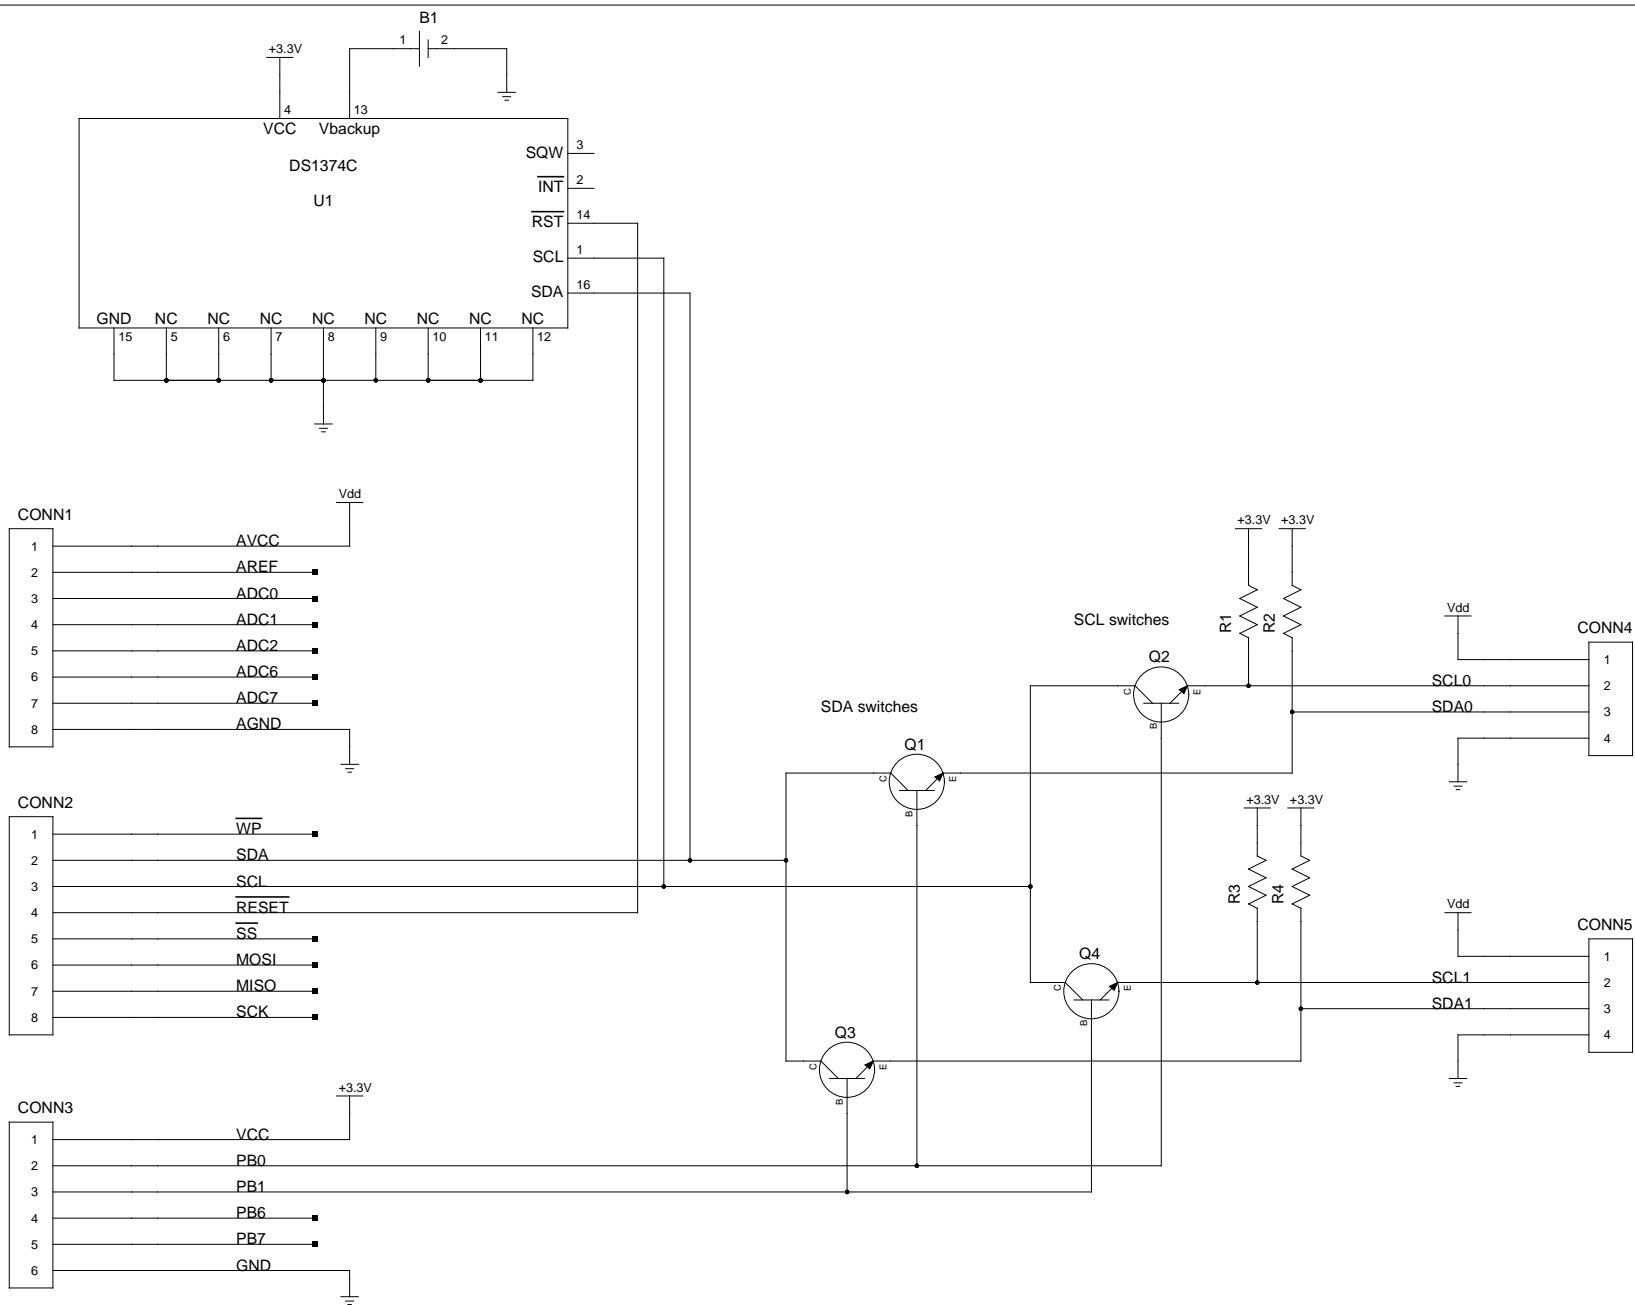 B1
1 2
+3.3V
4 13
VCC Vbackup
DS1374C
U1
SQW 3
INT 2
RST 14
SCL 1
SDA 16
GND NC NC NC NC NC NC NC NC
15 5 6 7 8 9 10 11 12
CONN1
Vdd
1 AVCC
2 AREF
3 ADC0
4 ADC1
5 ADC2
6 ADC6
7 ADC7
8 AGND
CONN2
1 WP
2 SDA
3 SCL
4 RESET
5 SS
6 MOSI
7 MISO
8 SCK
CONN3
+3.3V
1 VCC
2 PB0
3 PB1
4 PB6
5 PB7
6 GND
SDA switches
Q1
C E
B
Q3
C E
B
SCL switches
Q2
C E
B
Q4
C E
B
+3.3V +3.3V
R1 R2
+3.3V +3.3V
R3 R4
Vdd
CONN4
1
SCL0 2
SDA0 3
4
Vdd
CONN5
1
SCL1 2
SDA1 3
4